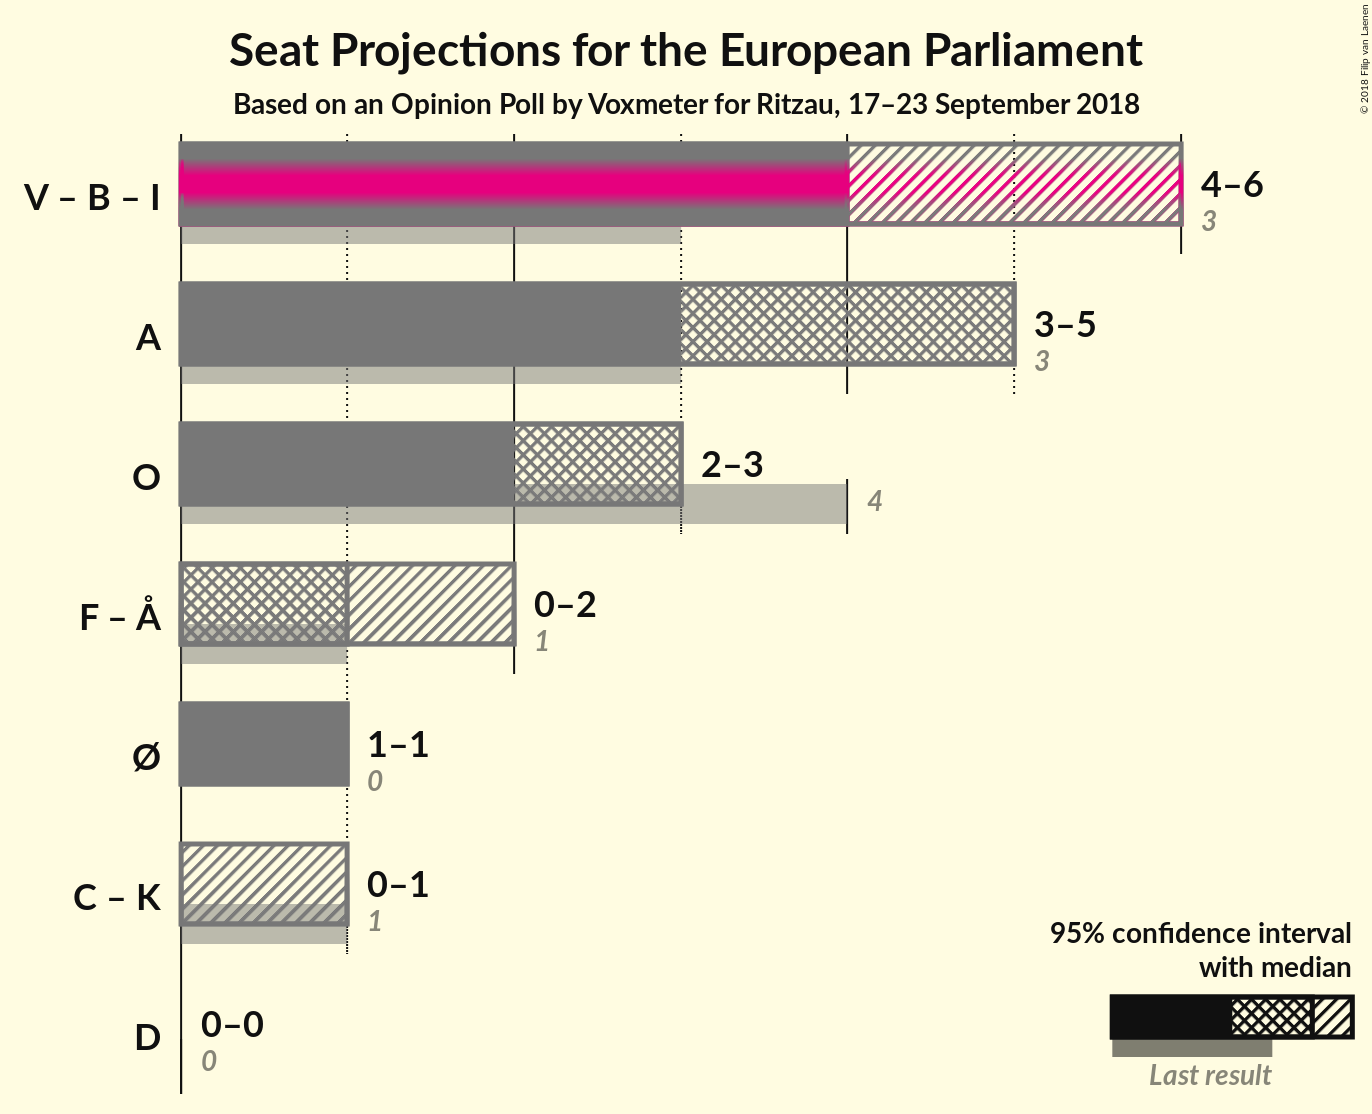 Seat Projections for the European Parliament
Based on an Opinion Poll by Voxmeter for Ritzau, 17–23 September 2018
© 2018 Filip van Laenen
V – B – I
4–6
3
A
3–5
3
O
2–3
4
F – Å
0–2
1
Ø
1–1
0
C – K
0–1
1
D
0–0
0
95% confidence interval
with median
Last result